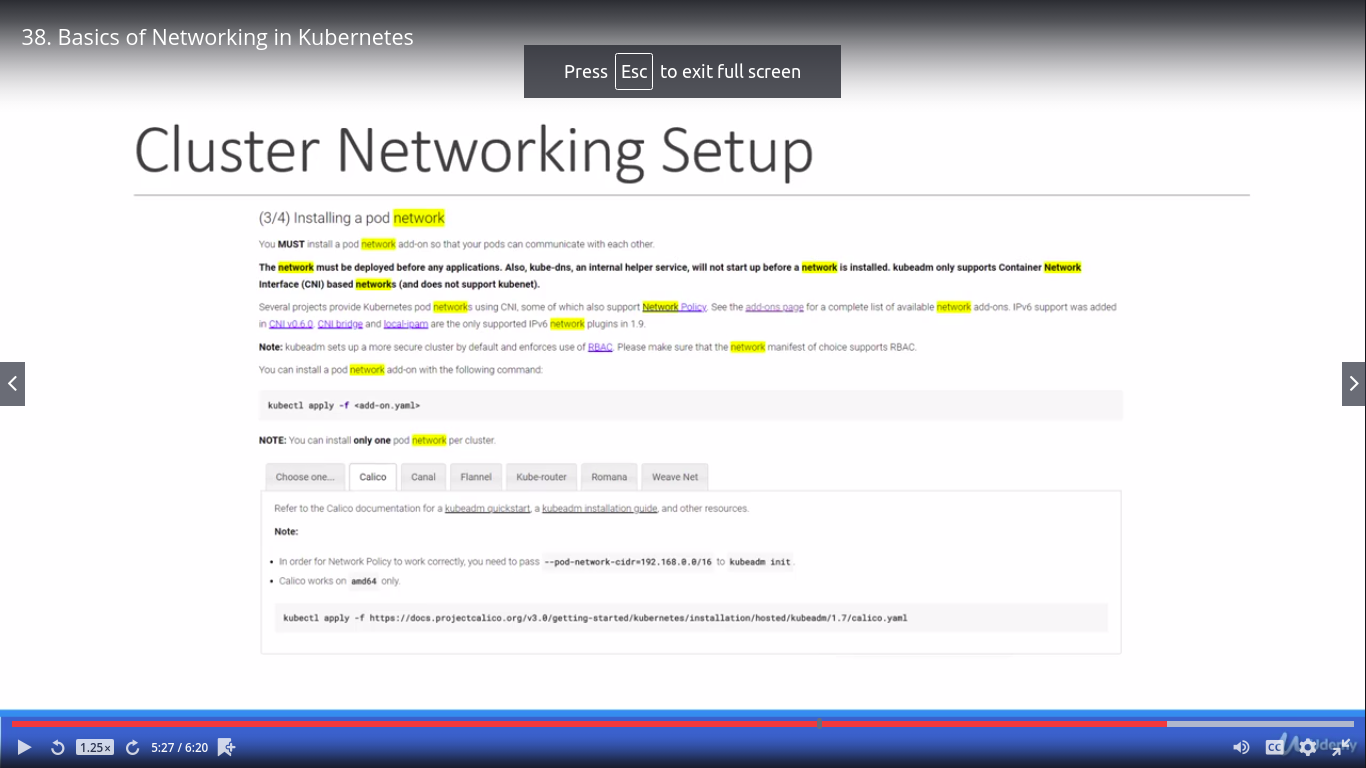 38. Basics of Networking in Kubernetes
Press Esc to exit full screen
Cluster Networking Setup
(3/4) Installing a pod network
You MUST install a pod network add-on so that your pods can communicate with each other.
The network must be deployed before any applications. Also, kube-dns, an internal helper service, will not start up before a network is installed. kubeadm only supports Container Network
Interface (CNI) based networks (and does not support kubenet).
Several projects provide Kubernetes pod networks using CNI, some of which also support Network Policy. See the add-ons page for a complete list of available network add-ons. IPv6 support was added
in CNI v0.6.0. CNI bridge and local-ipam are the only supported IPv6 network plugins in 1.9.
Note: kubeadm sets up a more secure cluster by default and enforces use of RBAC. Please make sure that the network manifest of choice supports RBAC.
You can install a pod network add-on with the following command:
kubectl apply -f <add-on.yaml>
NOTE: You can install only one pod network per cluster.
Choose one... Calico Canal Flannel Kube-router Romana Weave Net
Refer to the Calico documentation for a kubeadm quickstart, a kubeadm installation guide, and other resources.
Note:
• In order for Network Policy to work correctly, you need to pass --pod-network-cidr=192.168.0.0/16 to kubeadm init.
• Calico works on amd64 only.
kubectl apply -f https://docs.projectcalico.org/v3.0/getting-started/kubernetes/installation/hosted/kubeadm/1.7/calico.yaml
1.25x 5:27 / 6:20 CC Udemy